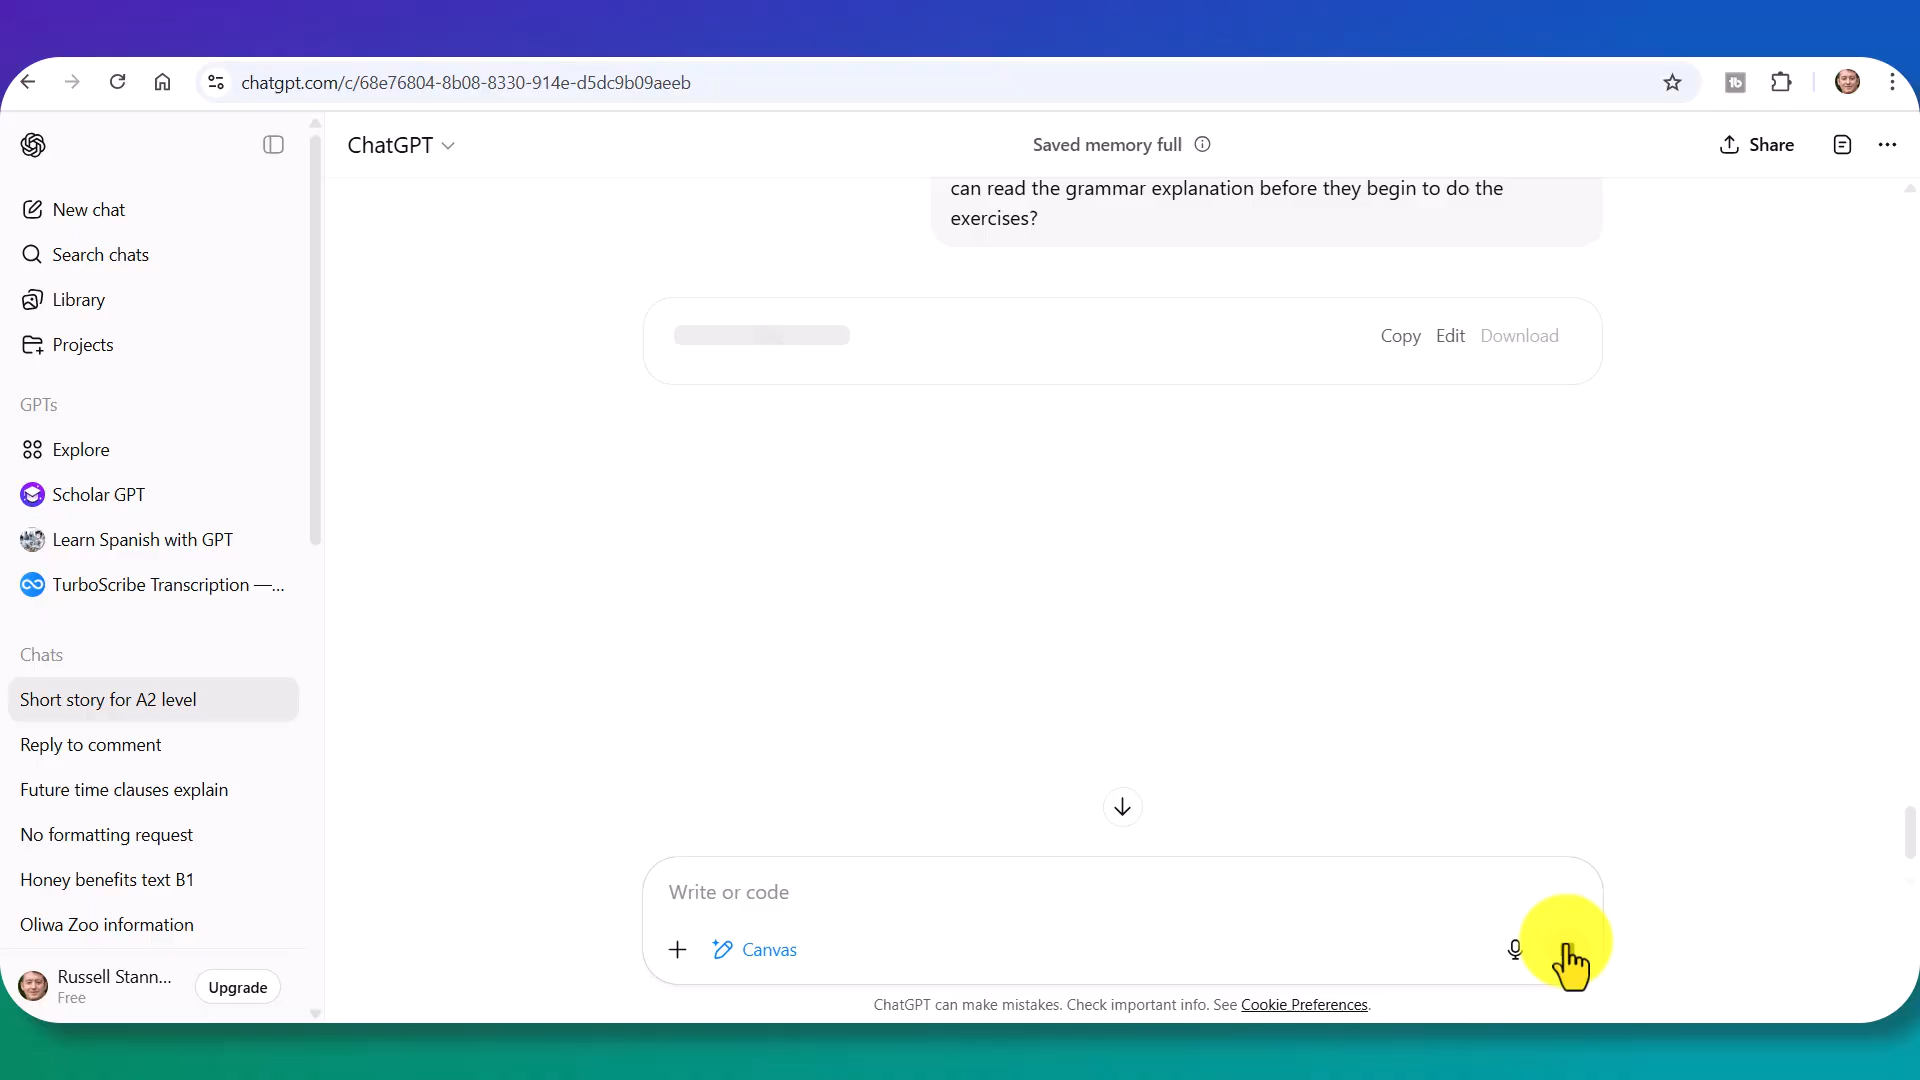 chatgpt.com/c/68e76804-8b08-8330-914e-d5dc9b09aeeb
ChatGPT
Saved memory full
Share
New chat
Search chats
Library
Projects
GPTs
Explore
Scholar GPT
Learn Spanish with GPT
TurboScribe Transcription —...
Chats
Short story for A2 level
Reply to comment
Future time clauses explain
No formatting request
Honey benefits text B1
Oliwa Zoo information
Russell Stann...
Free
Upgrade
can read the grammar explanation before they begin to do the
exercises?
Copy Edit Download
Write or code
Canvas
ChatGPT can make mistakes. Check important info. See Cookie Preferences.